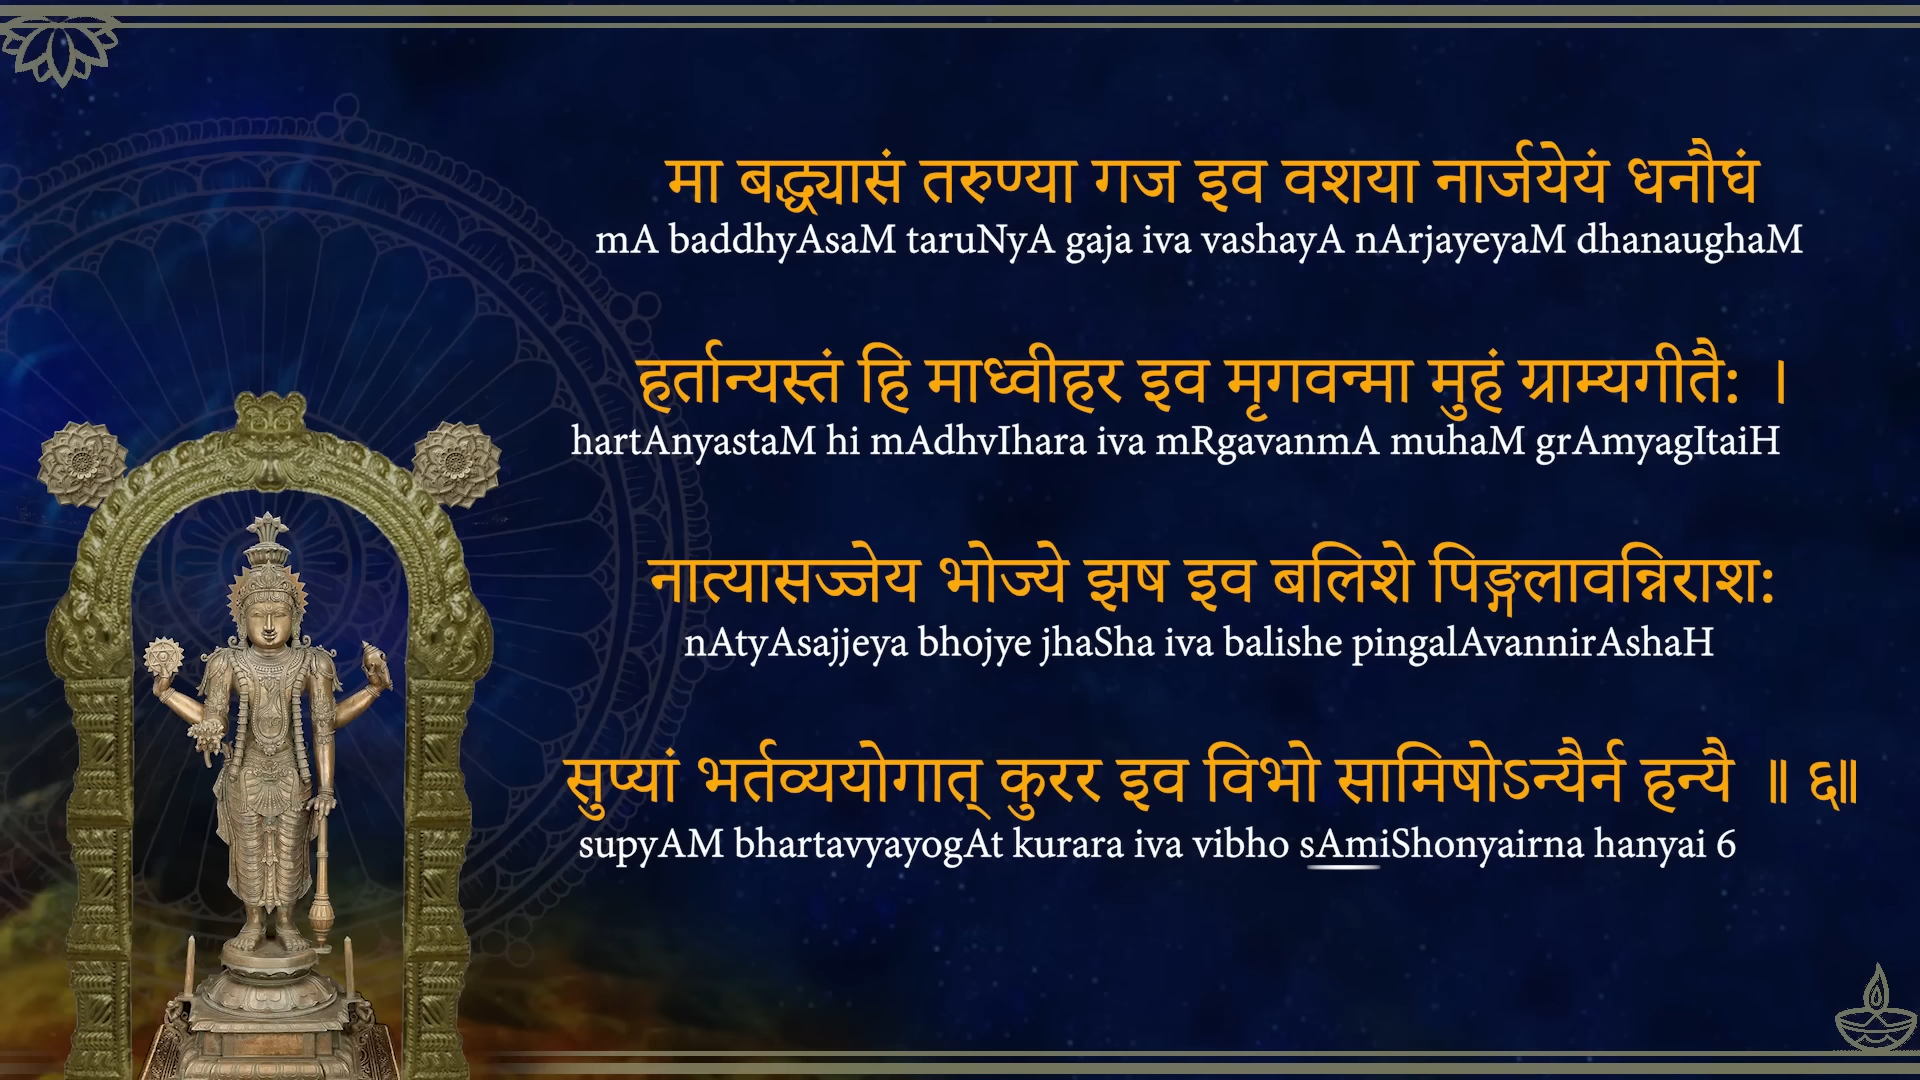 मा बद्ध्यासं तरुण्या गज इव वशया नार्जयेयं धनौघं
mA baddhyAsaM taruNyA gaja iva vashayA nArjayeyaM dhanaughaM
हर्तान्यस्तं हि माध्वीहर इव मृगवन्मा मुहं ग्राम्यगीतै: ।
hartAnyastaM hi mAdhvIhara iva mRgavanmA muhaM grAmyagItaiH
नात्यासज्जेय भोज्ये झष इव बलिशे पिङ्गलावन्निराश:
nAtyAsajjeya bhojye jhaSha iva balishe pingalAvannirAshaH
सुप्यां भर्तव्ययोगात् कुरर इव विभो सामिषोऽन्यैर्न हन्यै ॥ ६॥
supyAM bhartavyayogAt kurara iva vibho sAmiShonyairna hanyai 6